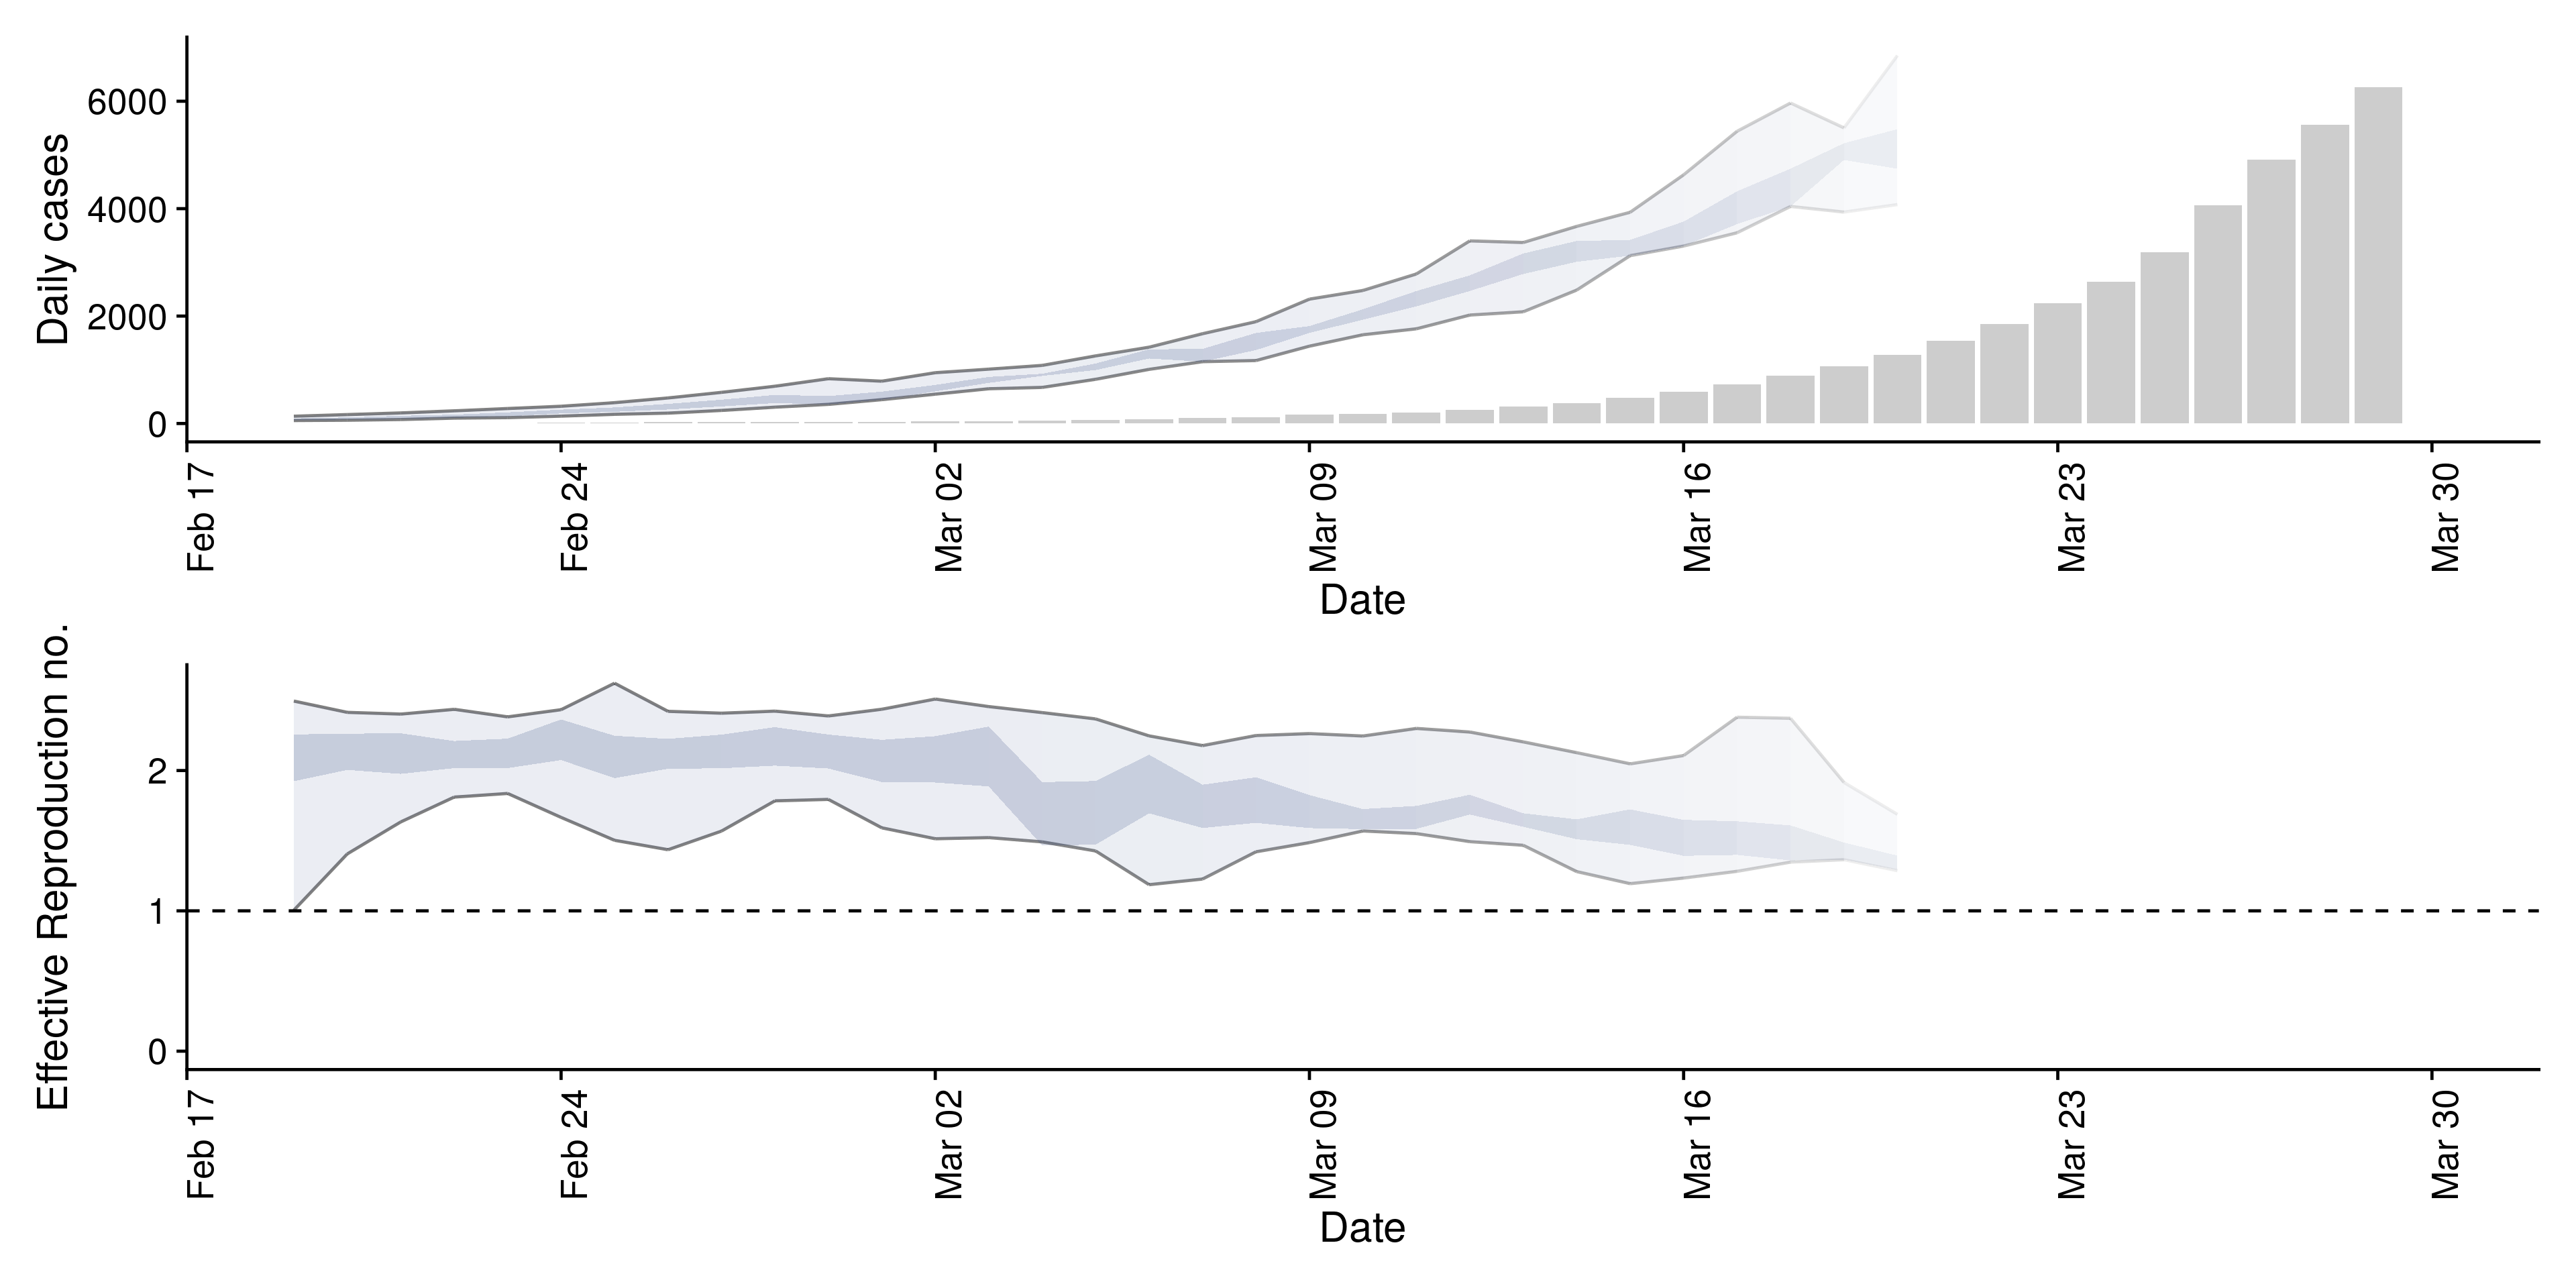 Daily cases
6000
4000
2000
0
Feb 17
Feb 24
Mar 02
Mar 09
Mar 16
Mar 23
Mar 30
Date
Effective Reproduction no.
2
1
0
Feb 17
Feb 24
Mar 02
Mar 09
Mar 16
Mar 23
Mar 30
Date